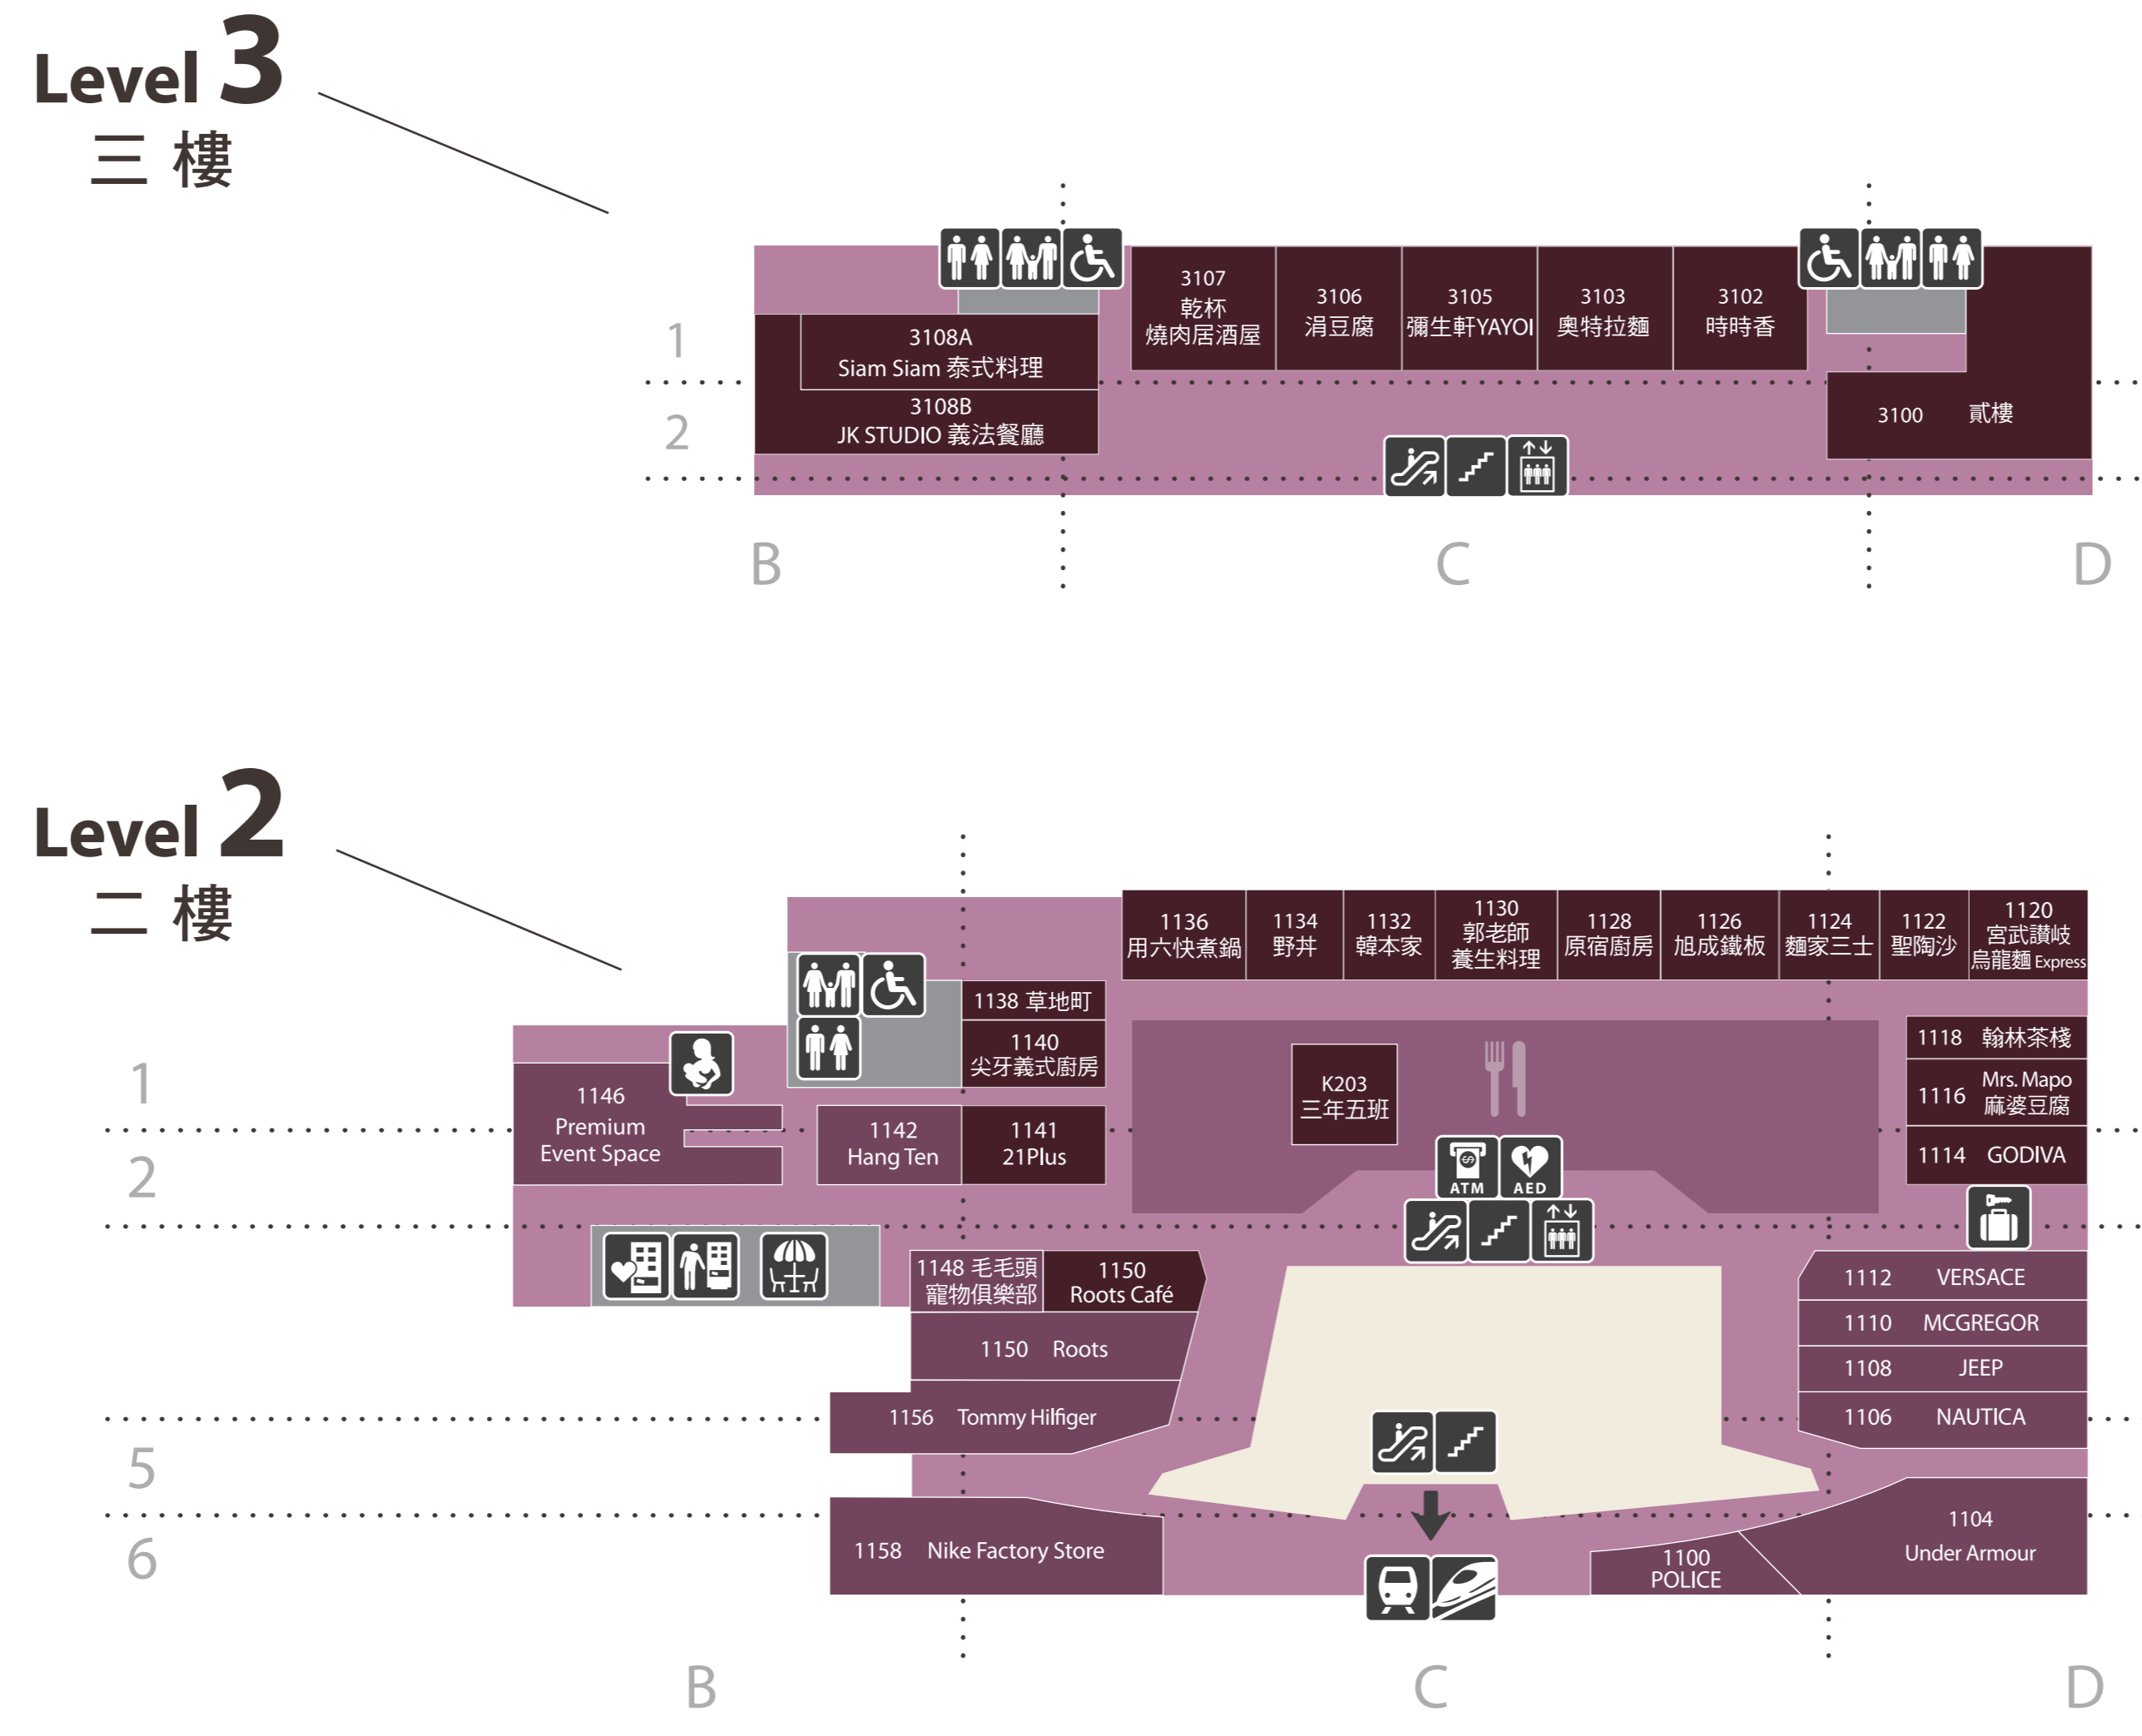 Level 3
三 樓
3107
乾杯
燒肉居酒屋
3106
涓豆腐
3105
彌生軒YAYOI
3103
奧特拉麵
3102
時時香
3108A
Siam Siam 泰式料理
3108B
JK STUDIO 義法餐廳
3100 貳樓
1
2
B
C
D
Level 2
二 樓
1136
用六快煮鍋
1134
野丼
1132
韓本家
1130
郭老師
養生料理
1128
原宿廚房
1126
旭成鐵板
1124
麵家三士
1122
聖陶沙
1120
宮武讃岐
烏龍麵 Express
1138 草地町
1140
尖牙義式廚房
1146
Premium
Event Space
1142
Hang Ten
1141
21Plus
K203
三年五班
1118 翰林茶棧
1116 Mrs. Mapo
麻婆豆腐
1114 GODIVA
ATM
AED
1
2
1148 毛毛頭
寵物俱樂部
1150
Roots Café
1150 Roots
1156 Tommy Hilfiger
1112 VERSACE
1110 MCGREGOR
1108 JEEP
1106 NAUTICA
5
6
1158 Nike Factory Store
1100
POLICE
1104
Under Armour
B
C
D